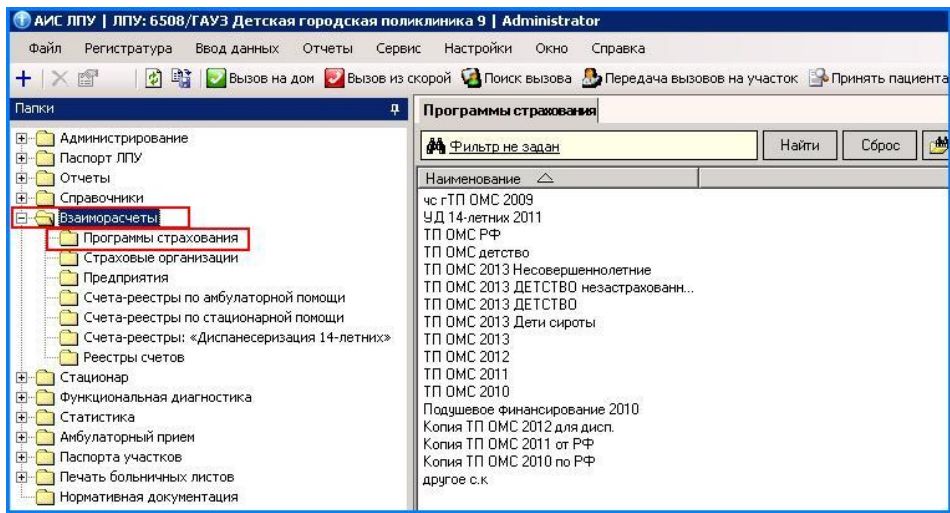 АИС ЛПУ | ЛПУ: 6508/ГАУЗ Детская городская поликлиника 9 | Administrator
Файл Регистратура Ввод данных Отчеты Сервис Настройки Окно Справка
Вызов на дом Вызов из скорой Поиск вызова Передача вызовов на участок Принять пациента
Папки
Администрирование
Паспорт ЛПУ
Отчеты
Справочники
Взаиморасчеты
Программы страхования
Страховые организации
Предприятия
Счета-реестры по амбулаторной помощи
Счета-реестры по стационарной помощи
Счета-реестры: «Диспанесеризация 14-летних»
Реестры счетов
Стационар
Функциональная диагностика
Статистика
Амбулаторный прием
Паспорта участков
Печать больничных листов
Нормативная документация
Программы страхования
Фильтр не задан Найти Сброс
Наименование
чс гТП ОМС 2009
УД 14-летних 2011
ТП ОМС РФ
ТП ОМС детство
ТП ОМС 2013 Несовершеннолетние
ТП ОМС 2013 ДЕТСТВО незастрахованн...
ТП ОМС 2013 ДЕТСТВО
ТП ОМС 2013 Дети сироты
ТП ОМС 2013
ТП ОМС 2012
ТП ОМС 2011
ТП ОМС 2010
Подушевое финансирование 2010
Копия ТП ОМС 2012 для дисп.
Копия ТП ОМС 2011 от РФ
Копия ТП ОМС 2010 по РФ
другое с.к